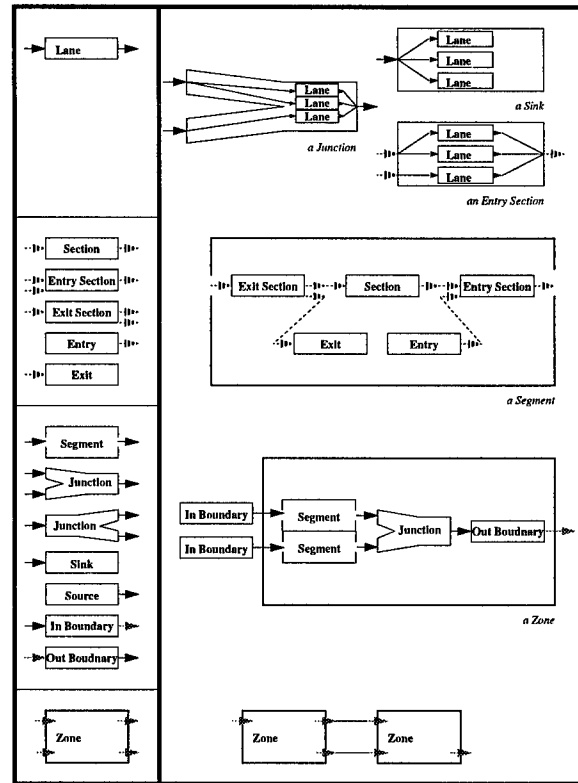 Lane
Lane
Lane
Lane
a Junction
Lane
Lane
Lane
a Sink
Lane
Lane
Lane
an Entry Section
Section
Entry Section
Exit Section
Entry
Exit
Exit Section
Section
Entry Section
Exit
Entry
a Segment
Segment
Junction
Junction
Sink
Source
In Boundary
Out Boudnary
In Boundary
Segment
Junction
Out Boudnary
In Boundary
Segment
a Zone
Zone
Zone
Zone